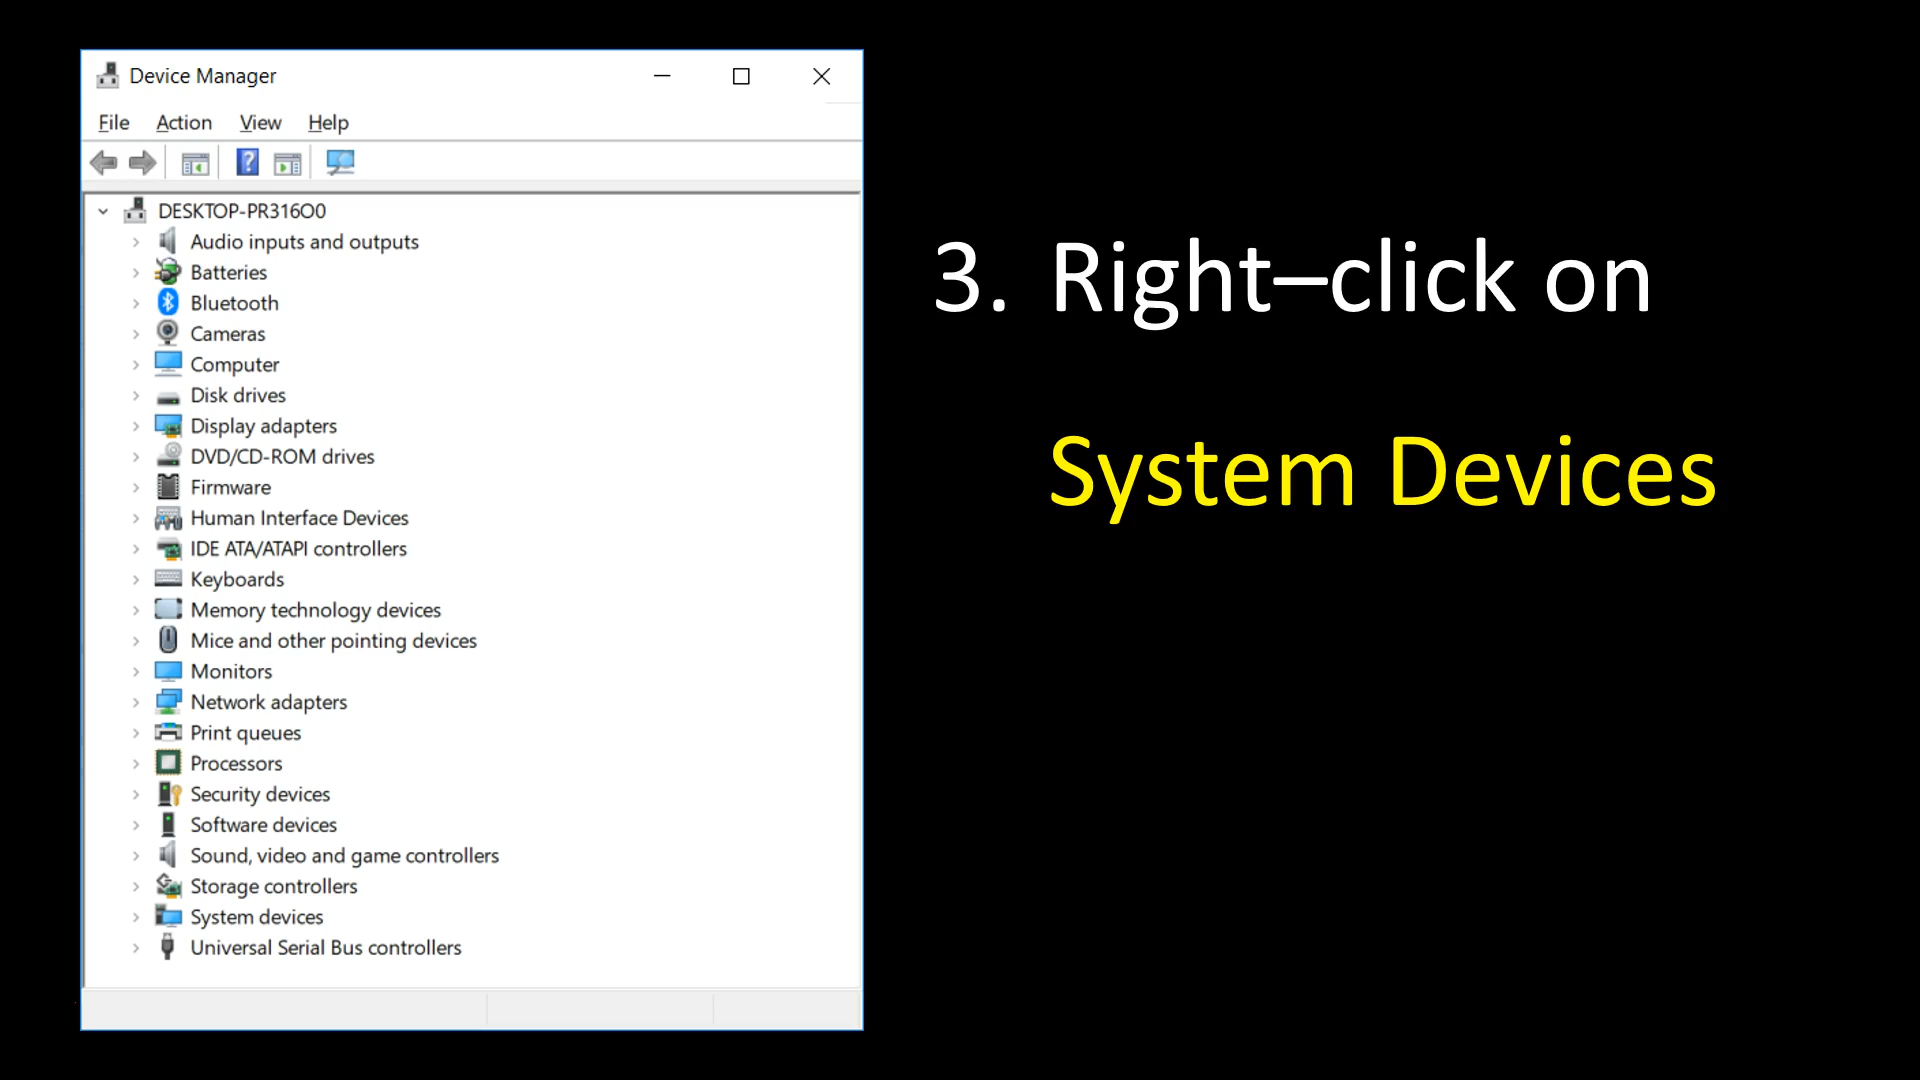 Device Manager
File Action View Help
DESKTOP-PR316O0
Audio inputs and outputs
Batteries
Bluetooth
Cameras
Computer
Disk drives
Display adapters
DVD/CD-ROM drives
Firmware
Human Interface Devices
IDE ATA/ATAPI controllers
Keyboards
Memory technology devices
Mice and other pointing devices
Monitors
Network adapters
Print queues
Processors
Security devices
Software devices
Sound, video and game controllers
Storage controllers
System devices
Universal Serial Bus controllers
3. Right–click on
System Devices